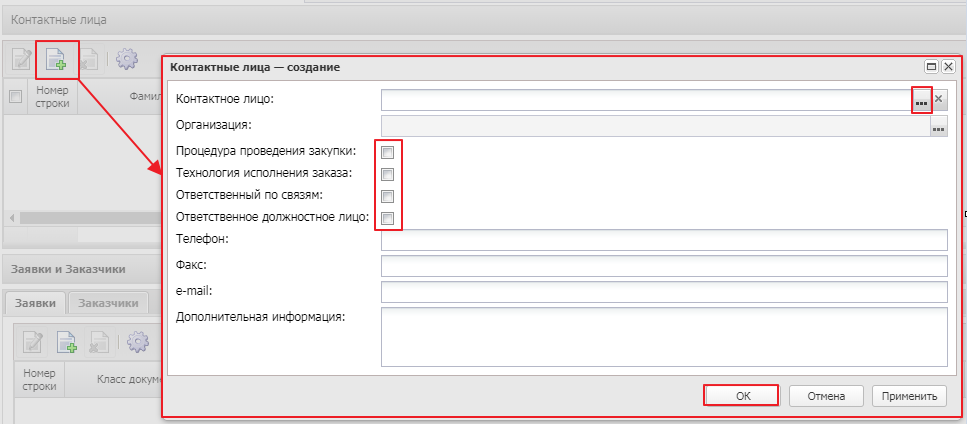 Контактные лица
Номер
строки
Фамил
Контактные лица — создание
Контактное лицо:
Организация:
Процедура проведения закупки:
Технология исполнения заказа:
Ответственный по связям:
Ответственное должностное лицо:
Телефон:
Факс:
e-mail:
Дополнительная информация:
OK
Отмена
Применить
Заявки и Заказчики
Заявки
Заказчики
Номер
строки
Класс докуме